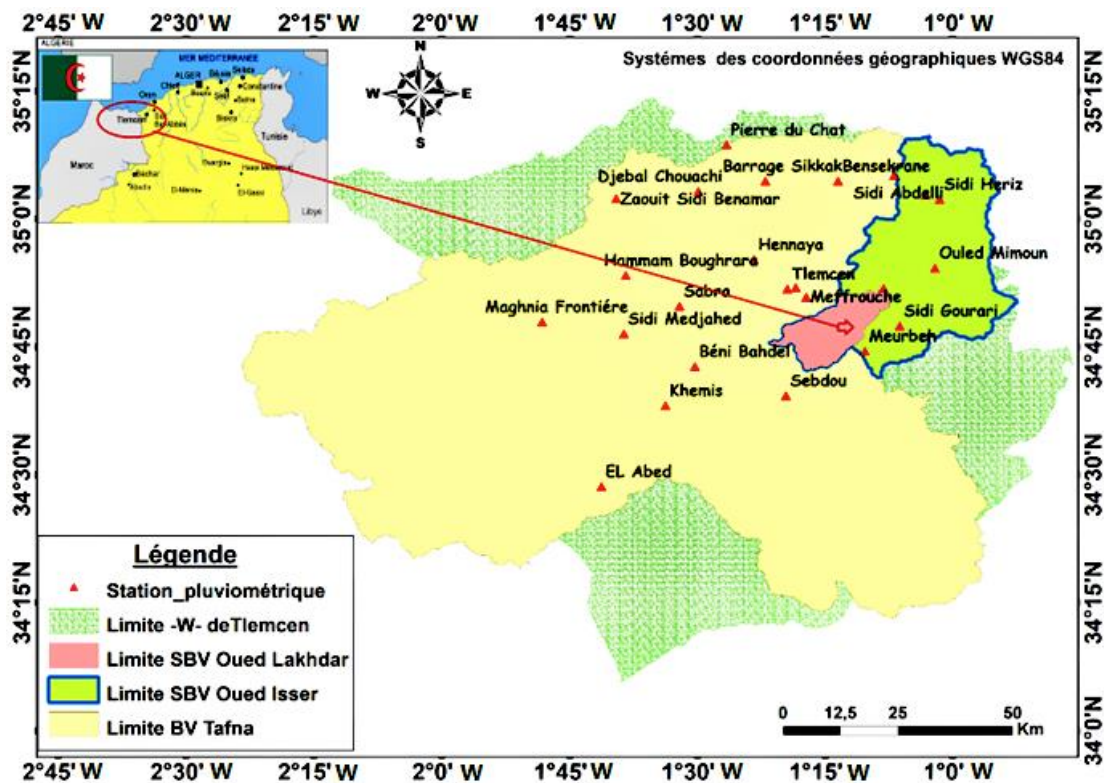 2°45'W 2°30'W 2°15'W 2°0'W 1°45'W 1°30'W 1°15'W 1°0'W
ALGERIE
MER MEDITERRANEE
ALGER
Constantine
Oran
Tlemcen
Maroc
Tunisie
Libye
Béchar
N
W E
S
Systèmes des coordonnées géographiques WGS84
35°15'N 35°15'N
Pierre du Chat
Barrage Sikkak
Bensekrane
Djebal Chouachi
Sidi Abdelli
Sidi Heriz
Zaouit Sidi Benamar
35°0'N 35°0'N
Hennaya
Ouled Mimoun
Hammam Boughrara
Tlemcen
Sabra
Meffrouche
Maghnia Frontiére
Sidi Medjahed
Sidi Gourari
34°45'N 34°45'N
Meurbeh
Béni Bahdel
Khemis
Sebdou
34°30'N 34°30'N
EL Abed
34°15'N 34°15'N
34°0'N 34°0'N
Légende
Station_pluviométrique
Limite -W- deTlemcen
Limite SBV Oued Lakhdar
Limite SBV Oued Isser
Limite BV Tafna
0 12,5 25 50
Km
2°45'W 2°30'W 2°15'W 2°0'W 1°45'W 1°30'W 1°15'W 1°0'W